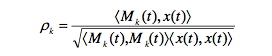 ρ_k = ⟨M_k(t), x(t)⟩ / √(⟨M_k(t), M_k(t)⟩⟨x(t), x(t)⟩)